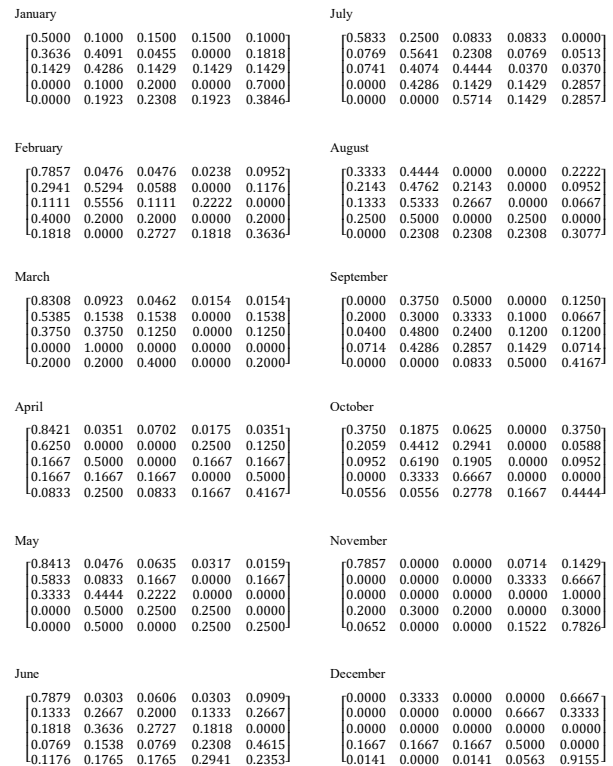 January
0.5000 0.1000 0.1500 0.1500 0.1000
0.3636 0.4091 0.0455 0.0000 0.1818
0.1429 0.4286 0.1429 0.1429 0.1429
0.0000 0.1000 0.2000 0.0000 0.7000
0.0000 0.1923 0.2308 0.1923 0.3846
February
0.7857 0.0476 0.0476 0.0238 0.0952
0.2941 0.5294 0.0588 0.0000 0.1176
0.1111 0.5556 0.1111 0.2222 0.0000
0.4000 0.2000 0.2000 0.0000 0.2000
0.1818 0.0000 0.2727 0.1818 0.3636
March
0.8308 0.0923 0.0462 0.0154 0.0154
0.5385 0.1538 0.1538 0.0000 0.1538
0.3750 0.3750 0.1250 0.0000 0.1250
0.0000 1.0000 0.0000 0.0000 0.0000
0.2000 0.2000 0.4000 0.0000 0.2000
April
0.8421 0.0351 0.0702 0.0175 0.0351
0.6250 0.0000 0.0000 0.2500 0.1250
0.1667 0.5000 0.0000 0.1667 0.1667
0.1667 0.1667 0.1667 0.0000 0.5000
0.0833 0.2500 0.0833 0.1667 0.4167
May
0.8413 0.0476 0.0635 0.0317 0.0159
0.5833 0.0833 0.1667 0.0000 0.1667
0.3333 0.4444 0.2222 0.0000 0.0000
0.0000 0.5000 0.2500 0.2500 0.0000
0.0000 0.5000 0.0000 0.2500 0.2500
June
0.7879 0.0303 0.0606 0.0303 0.0909
0.1333 0.2667 0.2000 0.1333 0.2667
0.1818 0.3636 0.2727 0.1818 0.0000
0.0769 0.1538 0.0769 0.2308 0.4615
0.1176 0.1765 0.1765 0.2941 0.2353
July
0.5833 0.2500 0.0833 0.0833 0.0000
0.0769 0.5641 0.2308 0.0769 0.0513
0.0741 0.4074 0.4444 0.0370 0.0370
0.0000 0.4286 0.1429 0.1429 0.2857
0.0000 0.0000 0.5714 0.1429 0.2857
August
0.3333 0.4444 0.0000 0.0000 0.2222
0.2143 0.4762 0.2143 0.0000 0.0952
0.1333 0.5333 0.2667 0.0000 0.0667
0.2500 0.5000 0.0000 0.2500 0.0000
0.0000 0.2308 0.2308 0.2308 0.3077
September
0.0000 0.3750 0.5000 0.0000 0.1250
0.2000 0.3000 0.3333 0.1000 0.0667
0.0400 0.4800 0.2400 0.1200 0.1200
0.0714 0.4286 0.2857 0.1429 0.0714
0.0000 0.0000 0.0833 0.5000 0.4167
October
0.3750 0.1875 0.0625 0.0000 0.3750
0.2059 0.4412 0.2941 0.0000 0.0588
0.0952 0.6190 0.1905 0.0000 0.0952
0.0000 0.3333 0.6667 0.0000 0.0000
0.0556 0.0556 0.2778 0.1667 0.4444
November
0.7857 0.0000 0.0000 0.0714 0.1429
0.0000 0.0000 0.0000 0.3333 0.6667
0.0000 0.0000 0.0000 0.0000 1.0000
0.2000 0.3000 0.2000 0.0000 0.3000
0.0652 0.0000 0.0000 0.1522 0.7826
December
0.0000 0.3333 0.0000 0.0000 0.6667
0.0000 0.0000 0.0000 0.6667 0.3333
0.0000 0.0000 0.0000 0.0000 0.0000
0.1667 0.1667 0.1667 0.5000 0.0000
0.0141 0.0000 0.0141 0.0563 0.9155